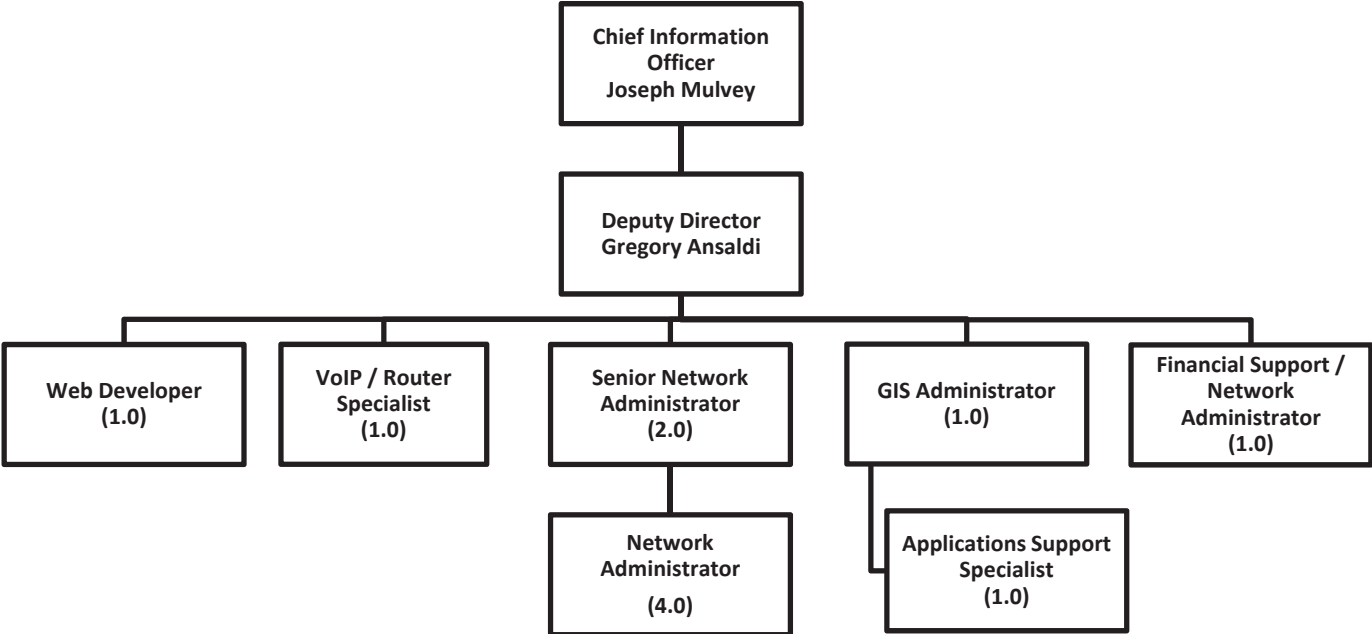 Chief Information
Officer
Joseph Mulvey
Deputy Director
Gregory Ansaldi
Web Developer
(1.0)
VoIP / Router
Specialist
(1.0)
Senior Network
Administrator
(2.0)
GIS Administrator
(1.0)
Financial Support /
Network
Administrator
(1.0)
Network
Administrator
(4.0)
Applications Support
Specialist
(1.0)